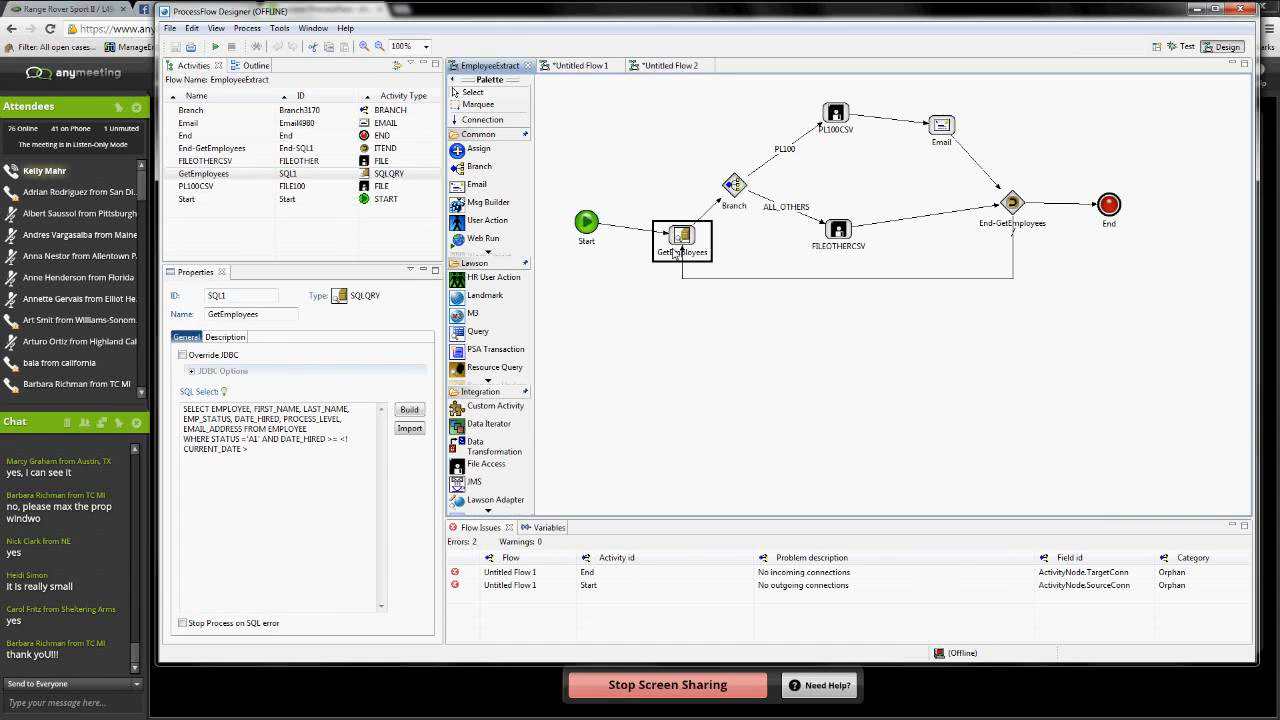 Range Rover Sport II / L49
https://www.any
Filter: All open cases...
ManageEn
anymeeting
Attendees
76 Online 41 on Phone 1 Unmuted
The meeting is in Listen-Only Mode
Kelly Mahr
Adrian Rodriguez from San Di...
Albert Saussol from Pittsburgh
Andres Vargasalba from Maine
Anna Nestor from Allentown P
Anne Henderson from Florida
Annette Gervais from Elliot He
Art Smit from Williams-Sonom
Arturo Ortiz from Highland Cal
bala from california
Barbara Richman from TC MI
Chat
Marcy Graham from Austin, TX
yes, I can see it
Barbara Richman from TC MI
no, please max the prop
windwo
Nick Clark from NE
yes
Heidi Simon
It is really small
Carol Fritz from Sheltering Arms
yes
Barbara Richman from TC MI
thank yoU!!!
Send to Everyone
Type your message here...
ProcessFlow Designer (OFFLINE)
File Edit View Process Tools Window Help
100%
Test
Design
Activities
Outline
Flow Name: EmployeeExtract
Name ID Activity Type
Branch Branch3170 BRANCH
Email Email4980 EMAIL
End End END
End-GetEmployees End-SQL1 ITEND
FILEOTHERCSV FILEOTHER FILE
GetEmployees SQL1 SQLQRY
PL100CSV FILE100 FILE
Start Start START
Properties
ID: SQL1 Type: SQLQRY
Name: GetEmployees
General Description
Override JDBC
JDBC Options
SQL Select:
SELECT EMPLOYEE, FIRST_NAME, LAST_NAME,
EMP_STATUS, DATE_HIRED, PROCESS_LEVEL,
EMAIL_ADDRESS FROM EMPLOYEE
WHERE STATUS ='A1' AND DATE_HIRED >= <!
CURRENT_DATE >
Build
Import
Stop Process on SQL error
EmployeeExtract
*Untitled Flow 1
*Untitled Flow 2
Palette
Select
Marquee
Connection
Common
Assign
Branch
Email
Msg Builder
User Action
Web Run
Lawson
HR User Action
Landmark
M3
Query
PSA Transaction
Resource Query
Integration
Custom Activity
Data Iterator
Data
Transformation
File Access
JMS
Lawson Adapter
PL100CSV
Email
PL100
Branch
ALL_OTHERS
Start
GetEmployees
FILEOTHERCSV
End-GetEmployees
End
Flow Issues
Variables
Errors: 2 Warnings: 0
Flow Activity id Problem description Field id Category
Untitled Flow 1 End No incoming connections ActivityNode.TargetConn Orphan
Untitled Flow 1 Start No outgoing connections ActivityNode.SourceConn Orphan
(Offline)
Stop Screen Sharing
Need Help?